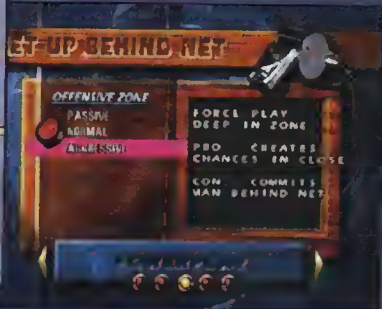 ET-UP BEHIND NET
OFFENSIVE ZONE
PASSIVE
NORMAL
AGGRESSIVE
FORCE PLAY
DEEP IN ZONE
PRO CREATES
CHANCES IN CLOSE
CON COMMITS
MAN BEHIND NET